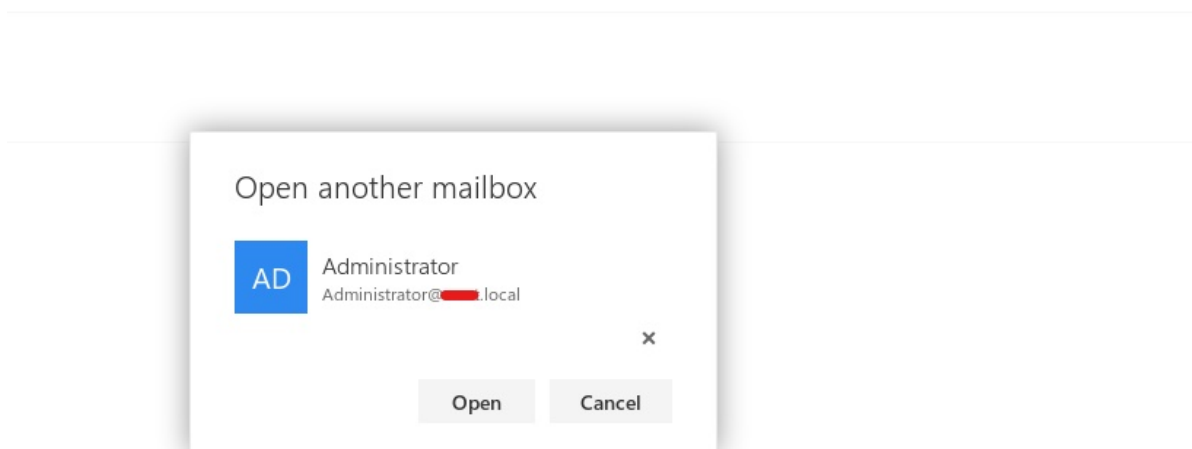 Open another mailbox
AD
Administrator
Administrator@ .local
Open
Cancel